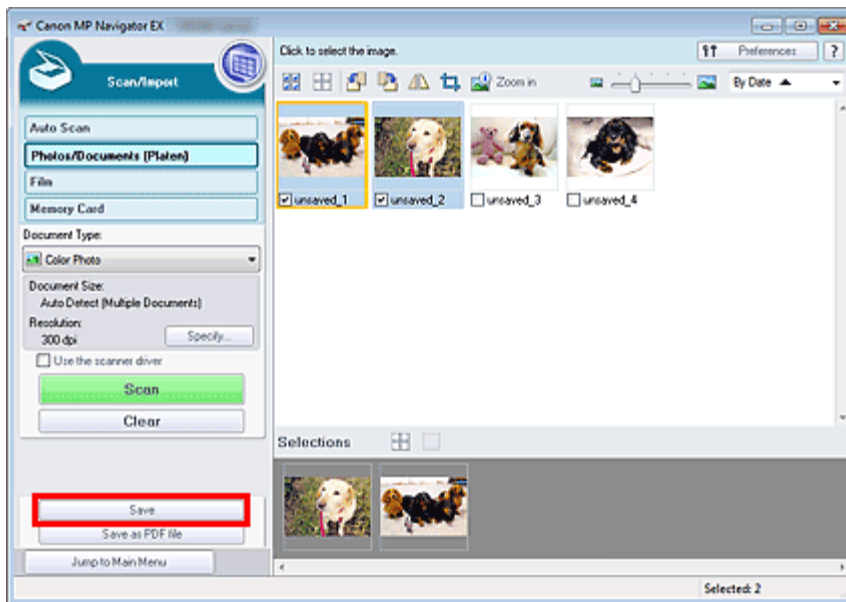 Canon MP Navigator EX
Scan/Import
Auto Scan
Photos/Documents (Platen)
Film
Memory Card
Document Type:
Color Photo
Document Size:
Auto Detect (Multiple Documents)
Resolution:
300 dpi
Specify...
Use the scanner driver
Scan
Clear
Save
Save as PDF file
Jump to Main Menu
Click to select the image.
Preferences
?
Zoom in
By Date
unsaved_1
unsaved_2
unsaved_3
unsaved_4
Selections
Selected: 2